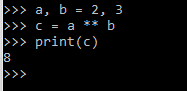 >>> a, b = 2, 3
>>> c = a ** b
>>> print(c)
8
>>>